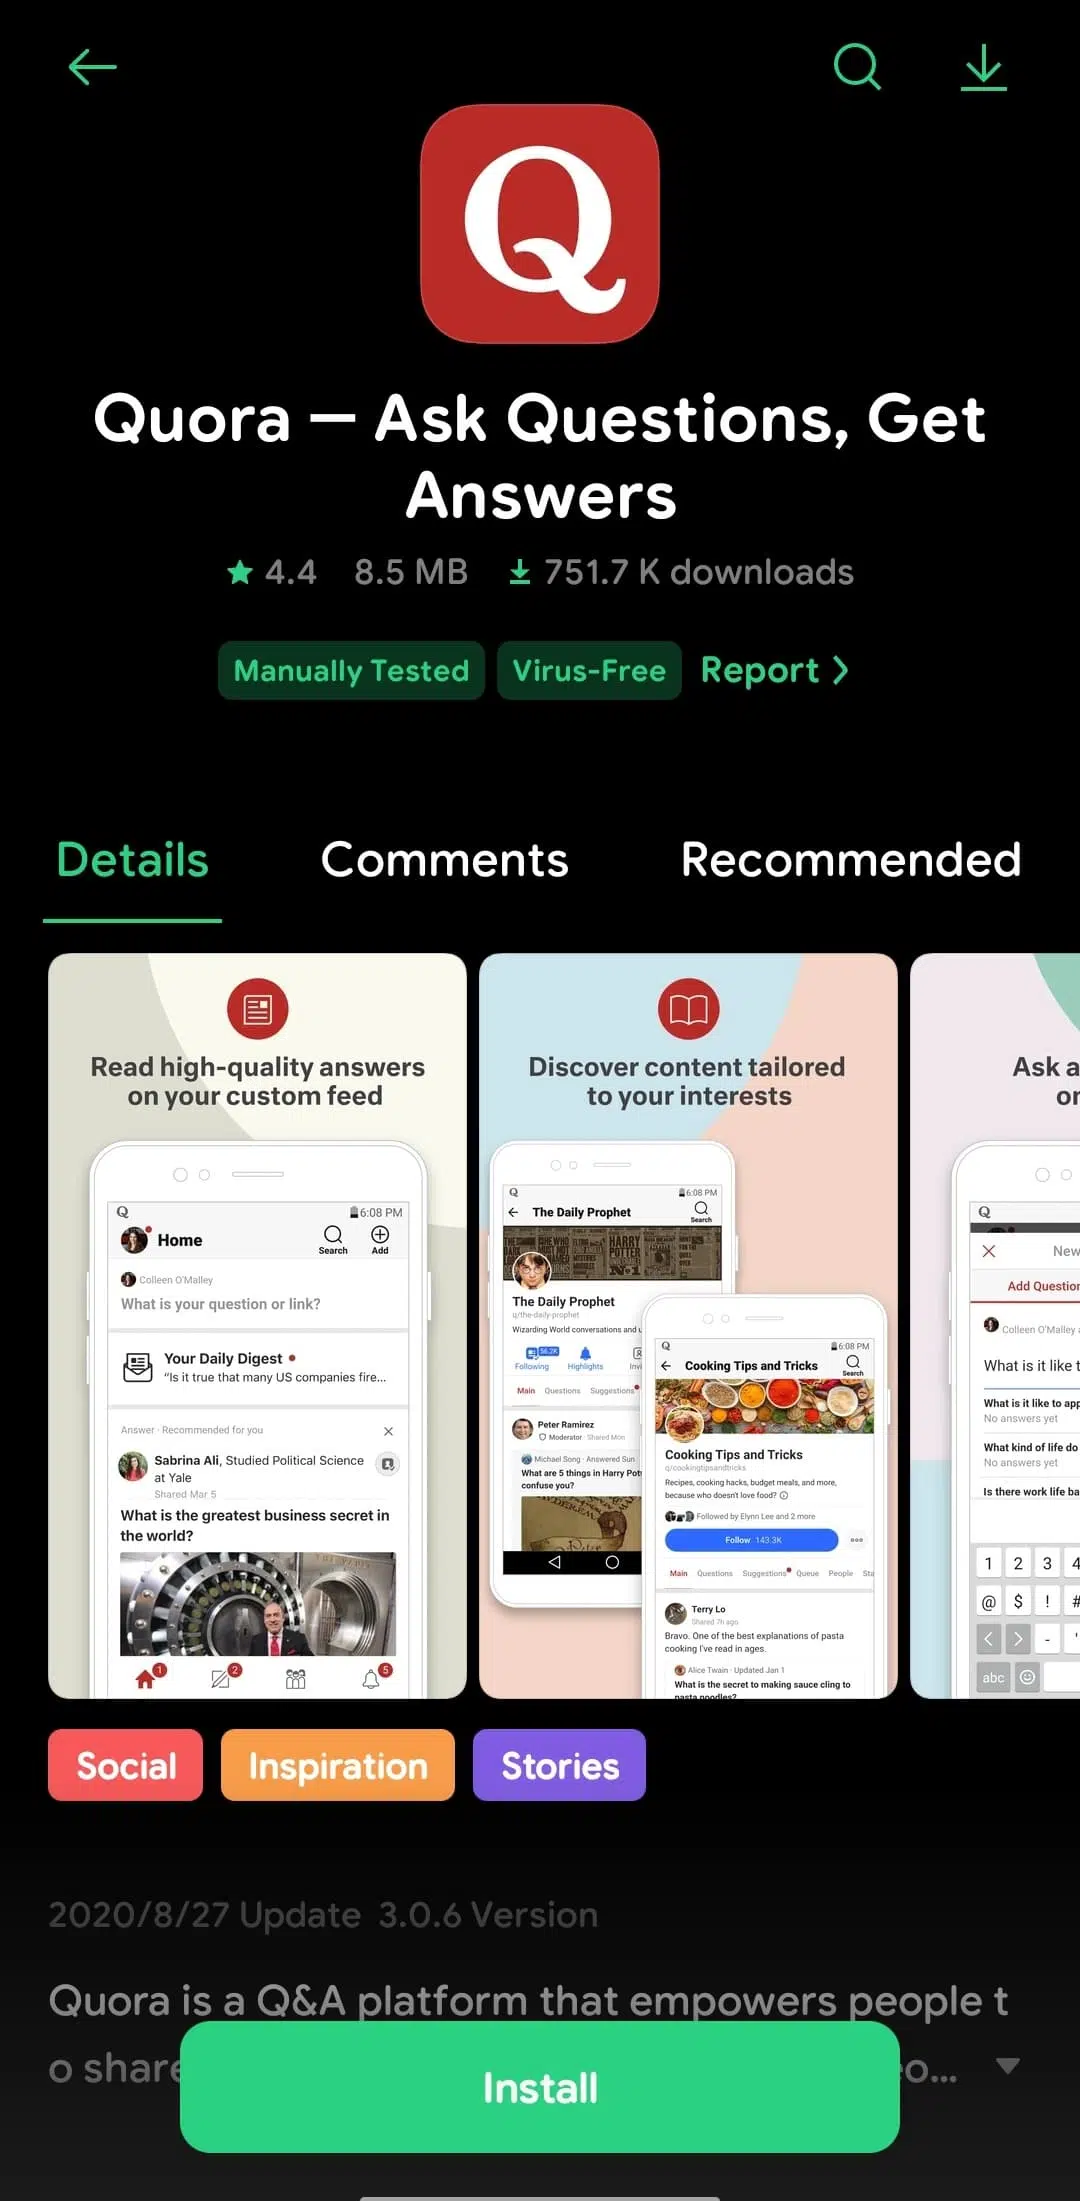 Q
Quora — Ask Questions, Get
Answers
4.4 8.5 MB 751.7 K downloads
Manually Tested Virus-Free Report
Details Comments Recommended
Read high-quality answers
on your custom feed
Q 6:08 PM
Home
Search Add
Colleen O'Malley
What is your question or link?
Your Daily Digest
“Is it true that many US companies fire...
Answer · Recommended for you
Sabrina Ali, Studied Political Science
at Yale
Shared Mar 5
What is the greatest business secret in
the world?
1 2 5
Discover content tailored
to your interests
Q 6:08 PM
The Daily Prophet
Search
HARRY
POTTER
The Daily Prophet
q/the-daily-prophet
Wizarding World conversations and u
56.2K
Following Highlights Invi
Main Questions Suggestions
Peter Ramirez
Moderator · Shared Mon
Michael Song · Answered Sun
What are 5 things in Harry Pot
confuse you?
Q 6:08 PM
Cooking Tips and Tricks
Search
Cooking Tips and Tricks
q/cookingtipsandtricks
Recipes, cooking hacks, budget meals, and more,
because who doesn't love food?
Followed by Elynn Lee and 2 more
Follow 143.3K
Main Questions Suggestions Queue People Sta
Terry Lo
Shared 7h ago
Bravo. One of the best explanations of pasta
cooking I've read in ages.
Alice Twain · Updated Jan 1
What is the secret to making sauce cling to
pasta noodles?
Ask a
or
Q
New
Add Question
Colleen O'Malley a
What is it like t
What is it like to app
No answers yet
What kind of life do
No answers yet
Is there work life ba
1 2 3 4
@ $ ! #
< > - '
abc
Social Inspiration Stories
2020/8/27 Update 3.0.6 Version
Quora is a Q&A platform that empowers people t
o share eo...
Install